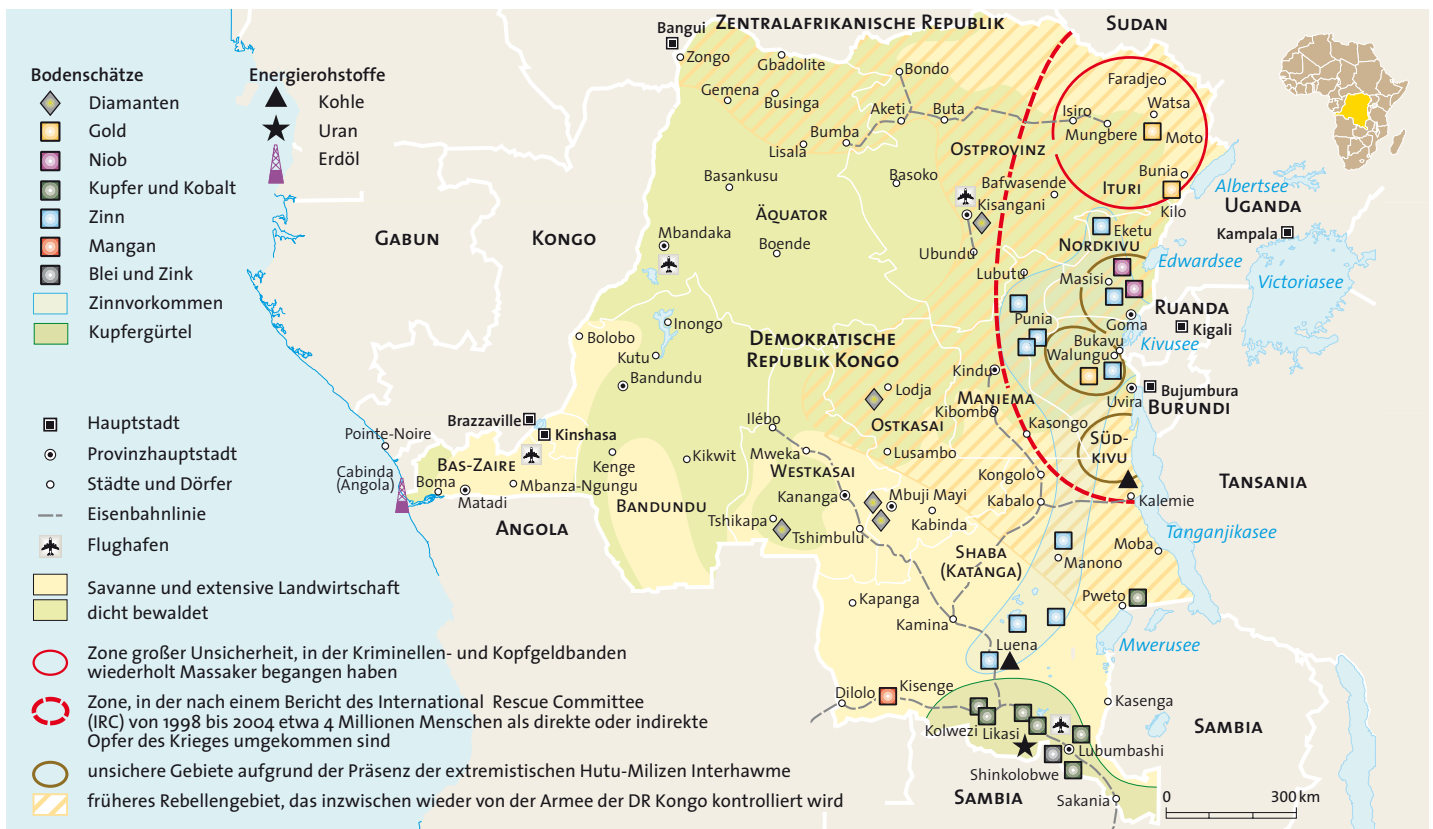 Bodenschätze
Diamanten
Gold
Niob
Kupfer und Kobalt
Zinn
Mangan
Blei und Zink
Zinnvorkommen
Kupfergürtel
Energierohstoffe
Kohle
Uran
Erdöl
Hauptstadt
Provinzhauptstadt
Städte und Dörfer
Eisenbahnlinie
Flughafen
Savanne und extensive Landwirtschaft
dicht bewaldet
Zone großer Unsicherheit, in der Kriminellen- und Kopfgeldbanden
wiederholt Massaker begangen haben
Zone, in der nach einem Bericht des International Rescue Committee
(IRC) von 1998 bis 2004 etwa 4 Millionen Menschen als direkte oder indirekte
Opfer des Krieges umgekommen sind
unsichere Gebiete aufgrund der Präsenz der extremistischen Hutu-Milizen Interhawme
früheres Rebellengebiet, das inzwischen wieder von der Armee der DR Kongo kontrolliert wird
ZENTRALAFRIKANISCHE REPUBLIK
SUDAN
Bangui
Zongo
Gbadolite
Bondo
Faradje
Gemena
Businga
Aketi
Buta
Isiro
Watsa
Mungbere
Moto
Bumba
Lisala
OSTPROVINZ
Basankusu
Basoko
Bafwasende
Bunia
ITURI
Albertsee
UGANDA
Kisangani
Kilo
ÄQUATOR
GABUN
KONGO
Mbandaka
Boende
Eketu
Kampala
NORDKIVU
Ubundu
Edwardsee
Lubutu
Masisi
Victoriasee
Punia
RUANDA
Goma
Inongo
Kigali
Bolobo
DEMOKRATISCHE
REPUBLIK KONGO
Bukavu
Kivusee
Walungu
Kutu
Bandundu
Kindu
Lodja
Bujumbura
MANIEMA
Uvira
BURUNDI
Kibombo
Brazzaville
Kinshasa
Ilébo
OSTKASAI
Kasongo
Pointe-Noire
SÜD-
KIVU
Mweka
Lusambo
BAS-ZAIRE
Kenge
Kikwit
WESTKASAI
Cabinda
(Angola)
Boma
Matadi
Mbanza-Ngungu
Kongolo
TANSANIA
Kananga
Mbuji Mayi
Kabalo
Kalemie
BANDUNDU
Tshikapa
Kabinda
ANGOLA
Tshimbulu
Tanganjikasee
SHABA
(KATANGA)
Moba
Manono
Kapanga
Pweto
Kamina
Luena
Mwerusee
Dilolo
Kisenge
Kasenga
SAMBIA
Kolwezi
Likasi
Lubumbashi
Shinkolobwe
SAMBIA
Sakania
0
300 km